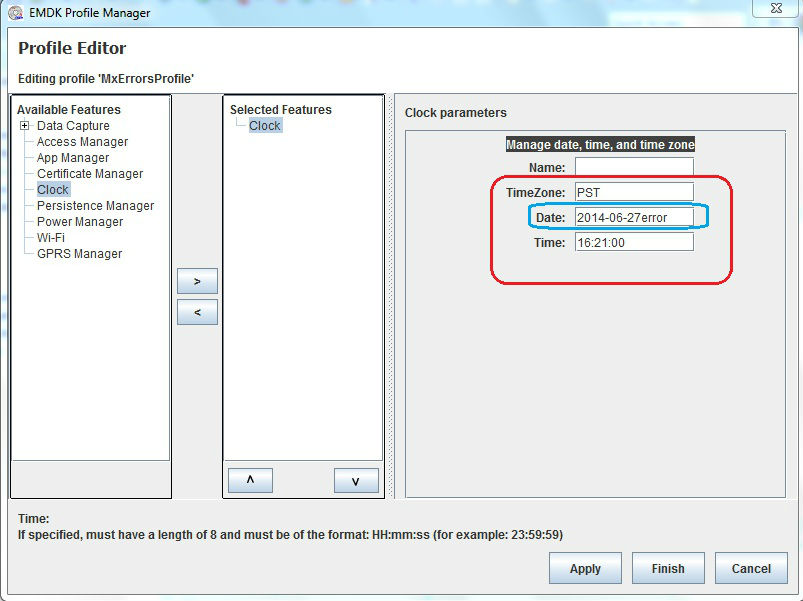 EMDK Profile Manager
Profile Editor
Editing profile 'MxErrorsProfile'
Available Features
Data Capture
Access Manager
App Manager
Certificate Manager
Clock
Persistence Manager
Power Manager
Wi-Fi
GPRS Manager
>
<
Selected Features
Clock
^
v
Clock parameters
Manage date, time, and time zone
Name:
TimeZone: PST
Date: 2014-06-27error
Time: 16:21:00
Time:
If specified, must have a length of 8 and must be of the format: HH:mm:ss (for example: 23:59:59)
Apply Finish Cancel